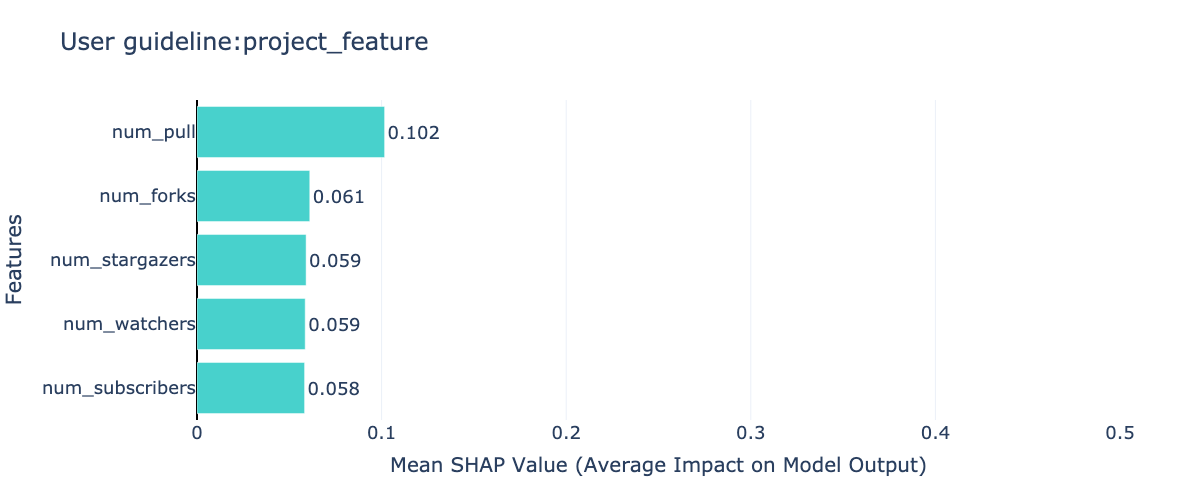 User guideline:project_feature
Features
num_pull 0.102
num_forks 0.061
num_stargazers 0.059
num_watchers 0.059
num_subscribers 0.058
0 0.1 0.2 0.3 0.4 0.5
Mean SHAP Value (Average Impact on Model Output)